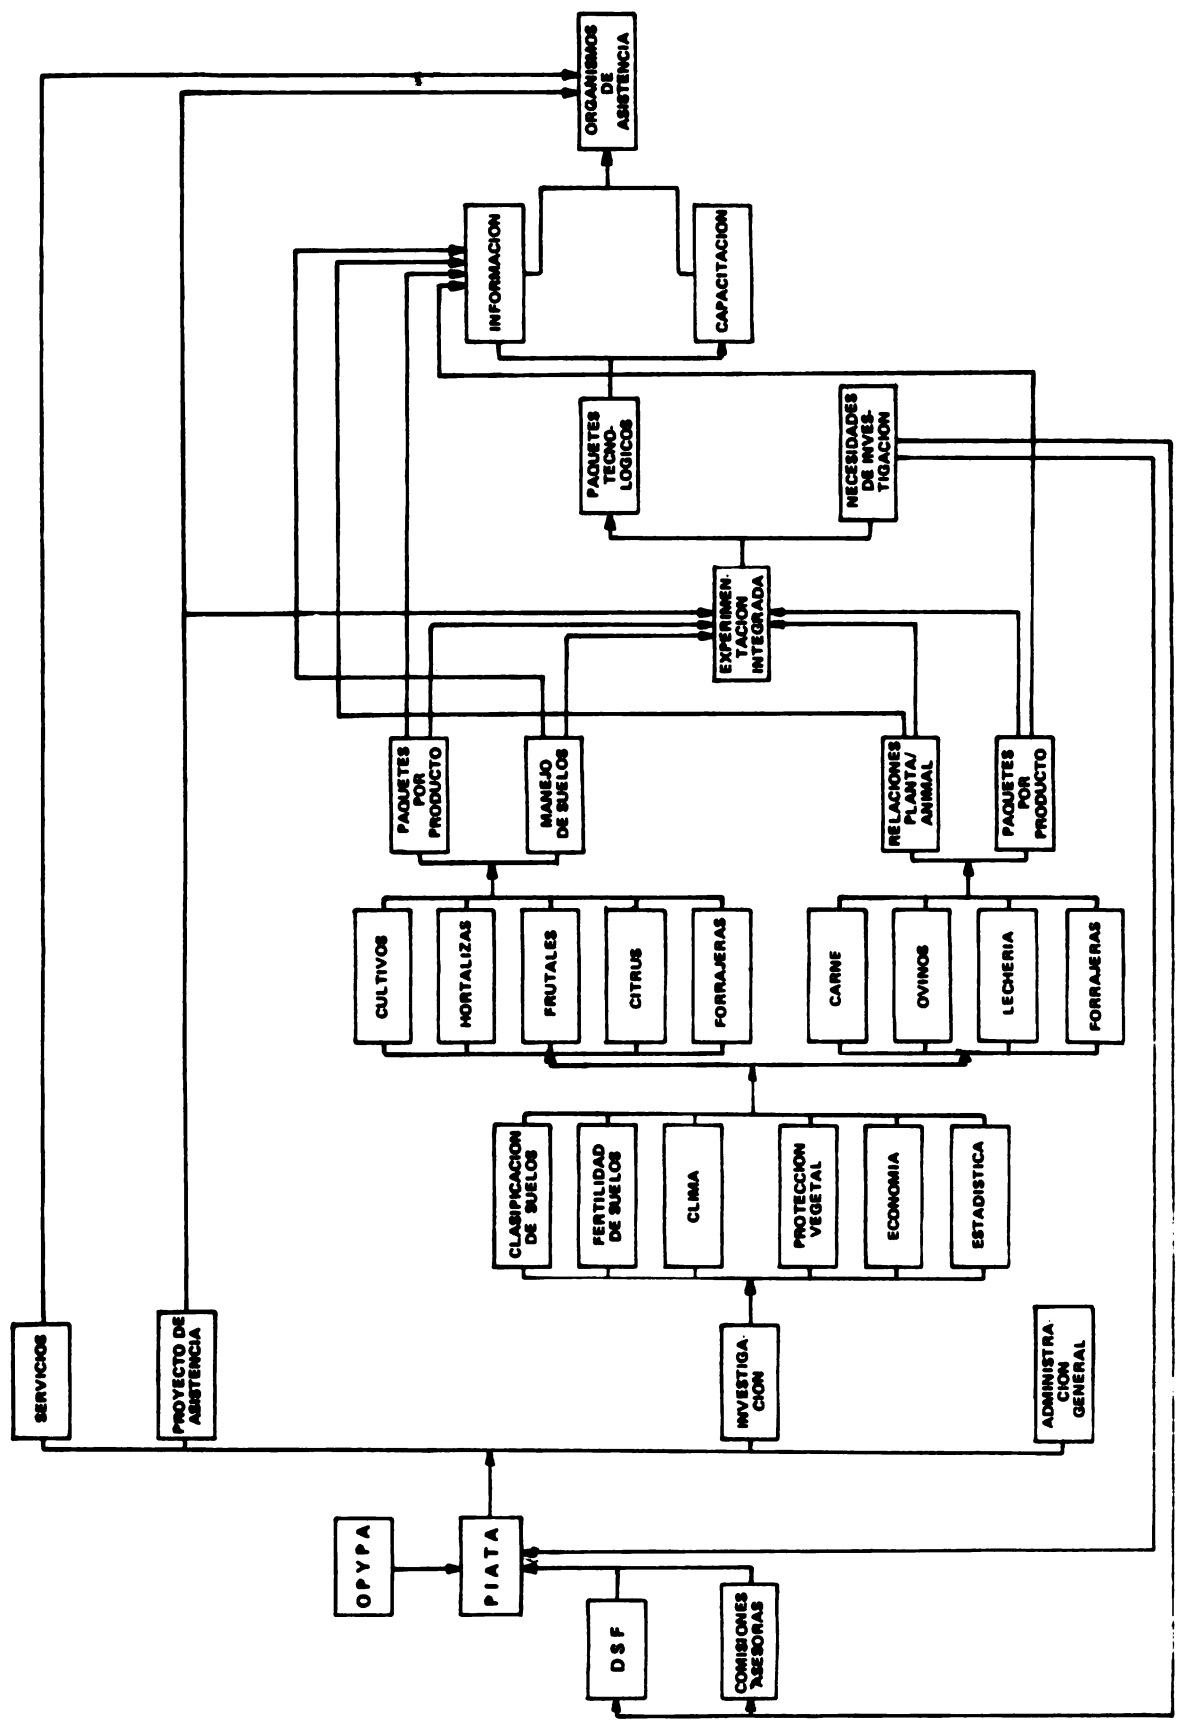 OPYPA
PIATA
DSF
COMISIONES
ASESORAS
SERVICIOS
PROYECTO DE
ASISTENCIA
INVESTIGA-
CION
ADMINISTRA-
CION
GENERAL
CLASIFICACION
DE SUELOS
FERTILIDAD
DE SUELOS
CLIMA
PROTECCION
VEGETAL
ECONOMIA
ESTADISTICA
CULTIVOS
HORTALIZAS
FRUTALES
CITRUS
FORRAJERAS
CARNE
OVINOS
LECHERIA
FORRAJERAS
PAQUETES
POR
PRODUCTO
MANEJO
DE SUELOS
RELACIONES
PLANTA/
ANIMAL
PAQUETES
POR
PRODUCTO
EXPERIMEN-
TACION
INTEGRADA
PAQUETES
TECNO-
LOGICOS
NECESIDADES
DE INVES-
TIGACION
INFORMACION
CAPACITACION
ORGANISMOS
DE
ASISTENCIA